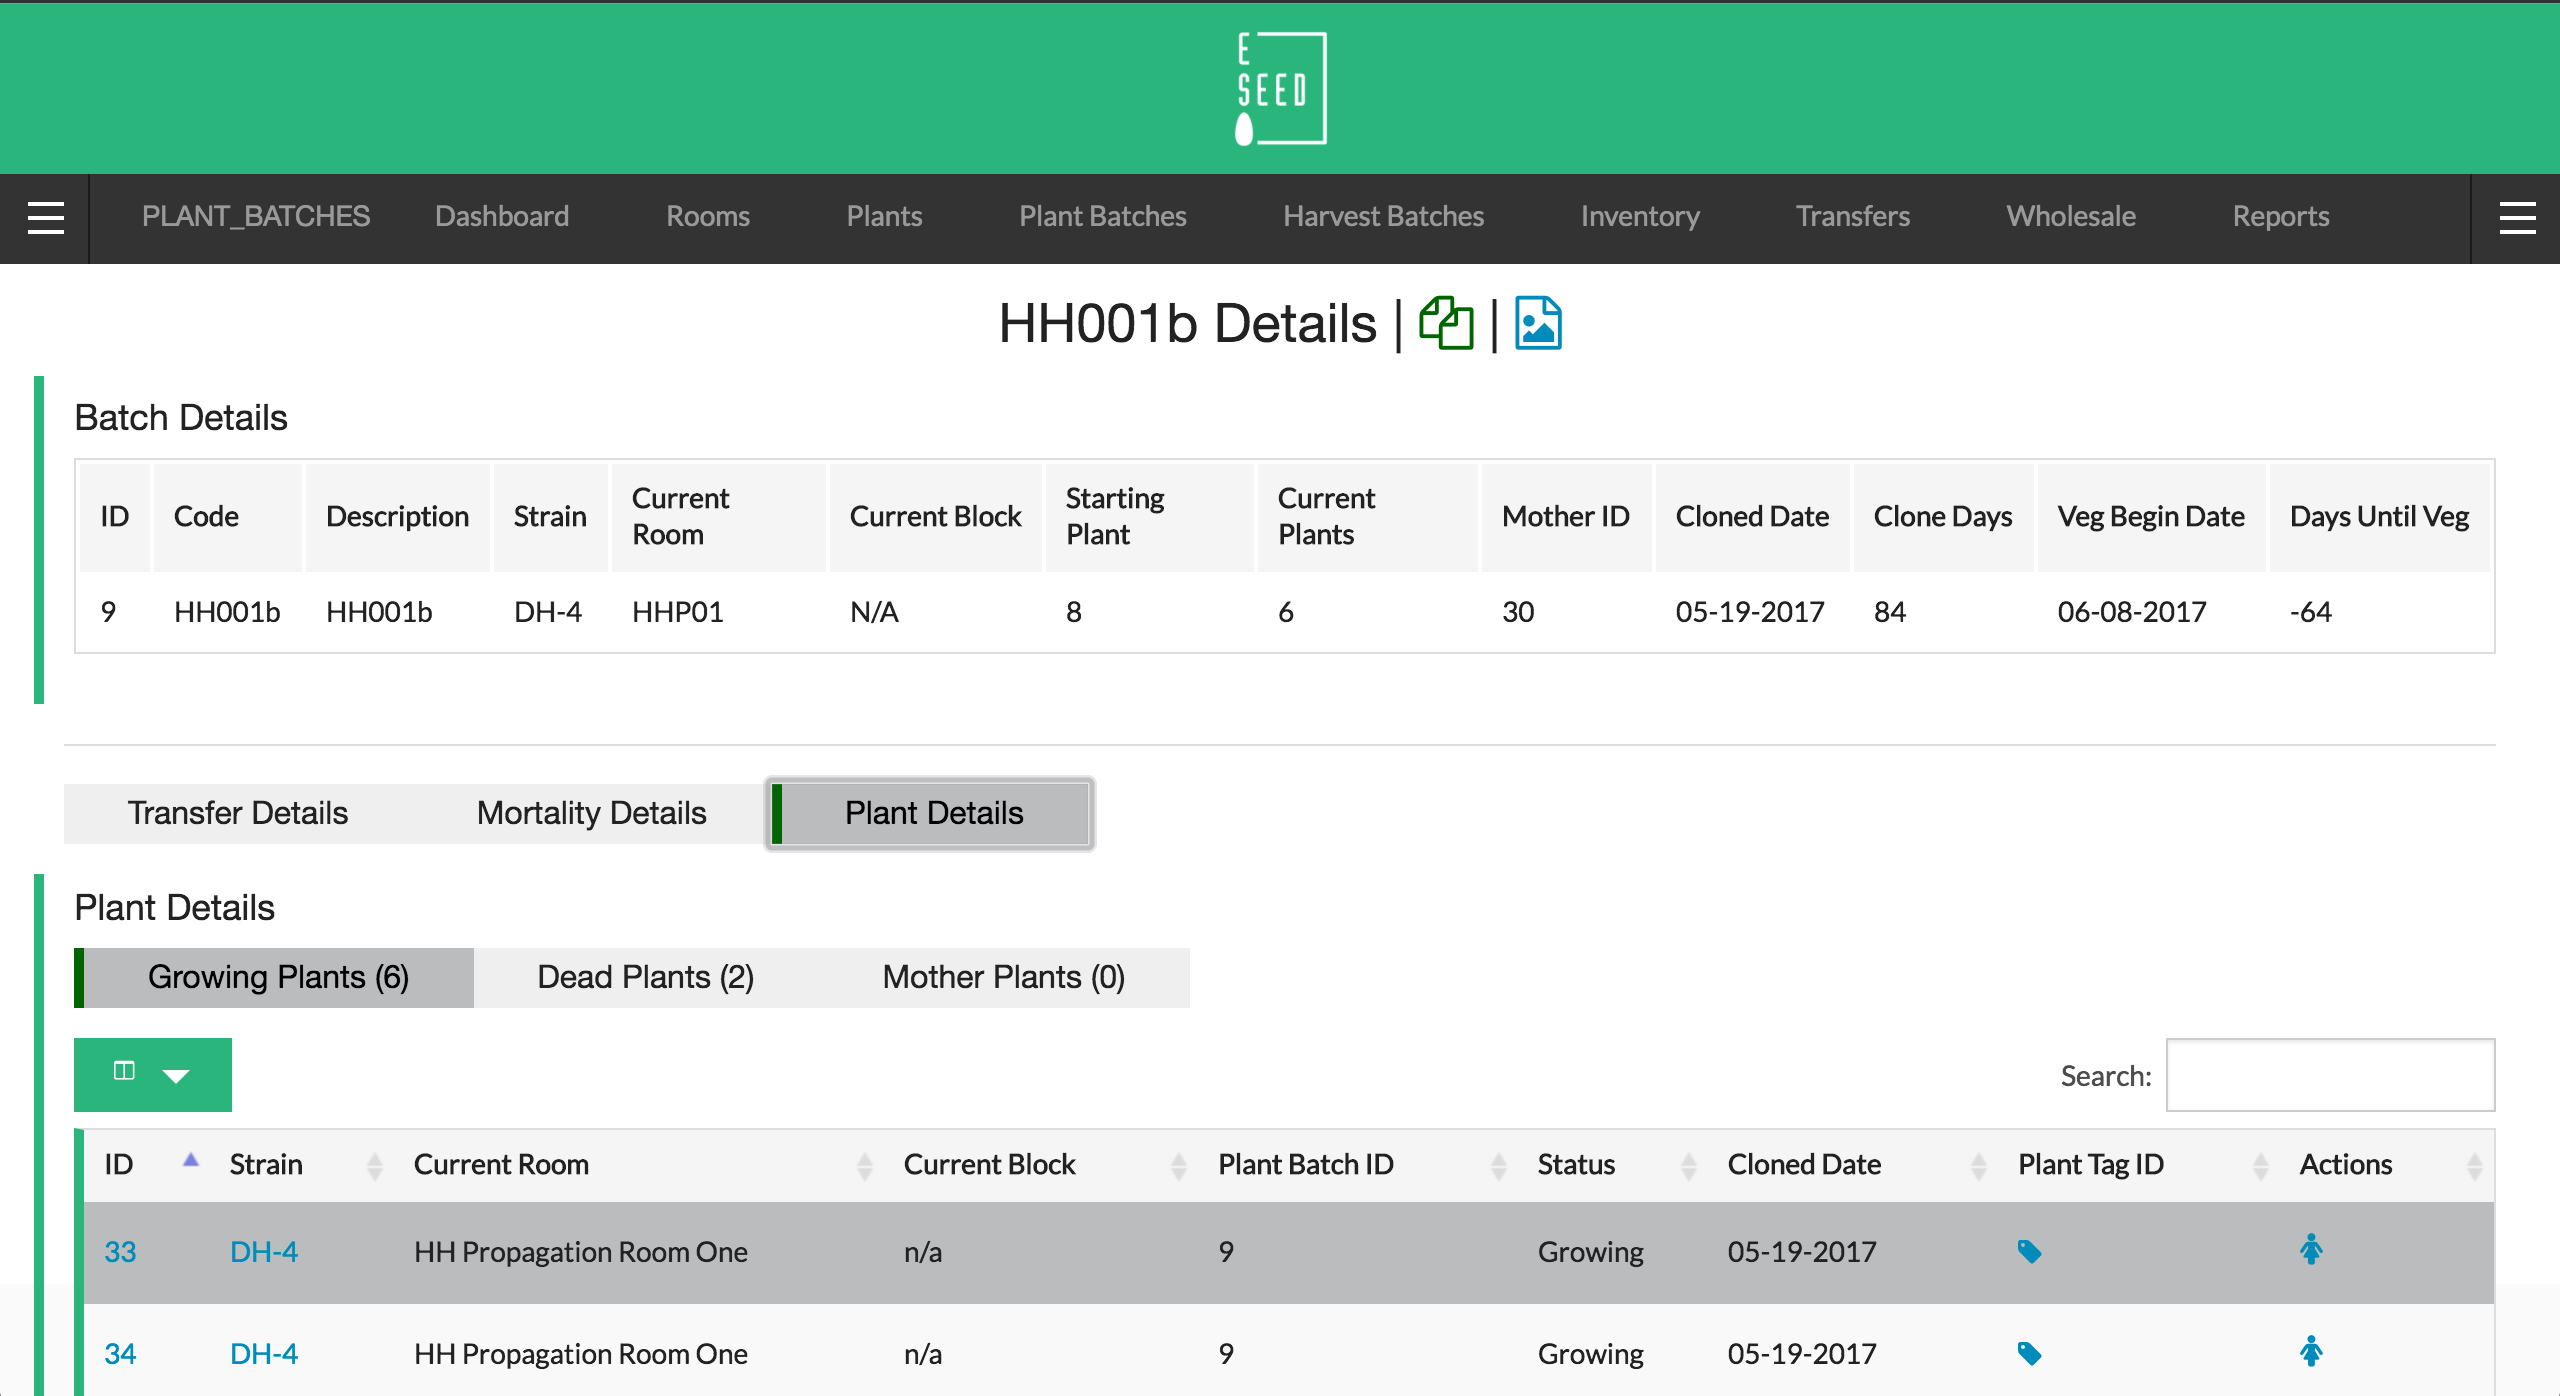 E
SEED
PLANT_BATCHES Dashboard Rooms Plants Plant Batches Harvest Batches Inventory Transfers Wholesale Reports
HH001b Details | |
Batch Details
ID Code Description Strain Current Room Current Block Starting Plant Current Plants Mother ID Cloned Date Clone Days Veg Begin Date Days Until Veg
9 HH001b HH001b DH-4 HHP01 N/A 8 6 30 05-19-2017 84 06-08-2017 -64
Transfer Details Mortality Details Plant Details
Plant Details
Growing Plants (6) Dead Plants (2) Mother Plants (0)
Search:
ID Strain Current Room Current Block Plant Batch ID Status Cloned Date Plant Tag ID Actions
33 DH-4 HH Propagation Room One n/a 9 Growing 05-19-2017
34 DH-4 HH Propagation Room One n/a 9 Growing 05-19-2017